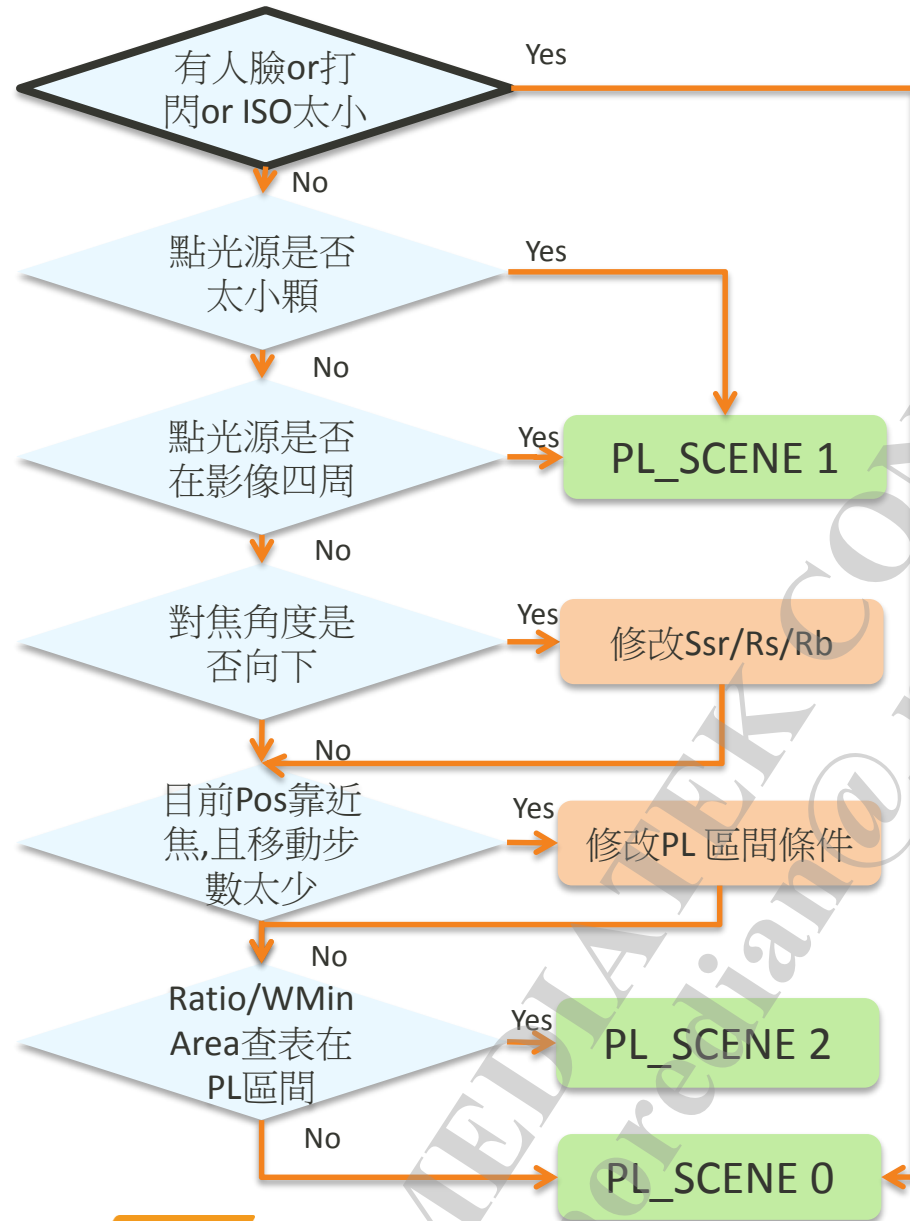 有人臉or打
閃or ISO太小
Yes
No
點光源是否
太小顆
Yes
No
點光源是否
在影像四周
Yes
PL_SCENE 1
No
對焦角度是
否向下
Yes
修改Ssr/Rs/Rb
No
目前Pos靠近
焦,且移動步
數太少
Yes
修改PL 區間條件
No
Ratio/WMin
Area查表在
PL區間
Yes
PL_SCENE 2
No
PL_SCENE 0
MEDIATEK CON